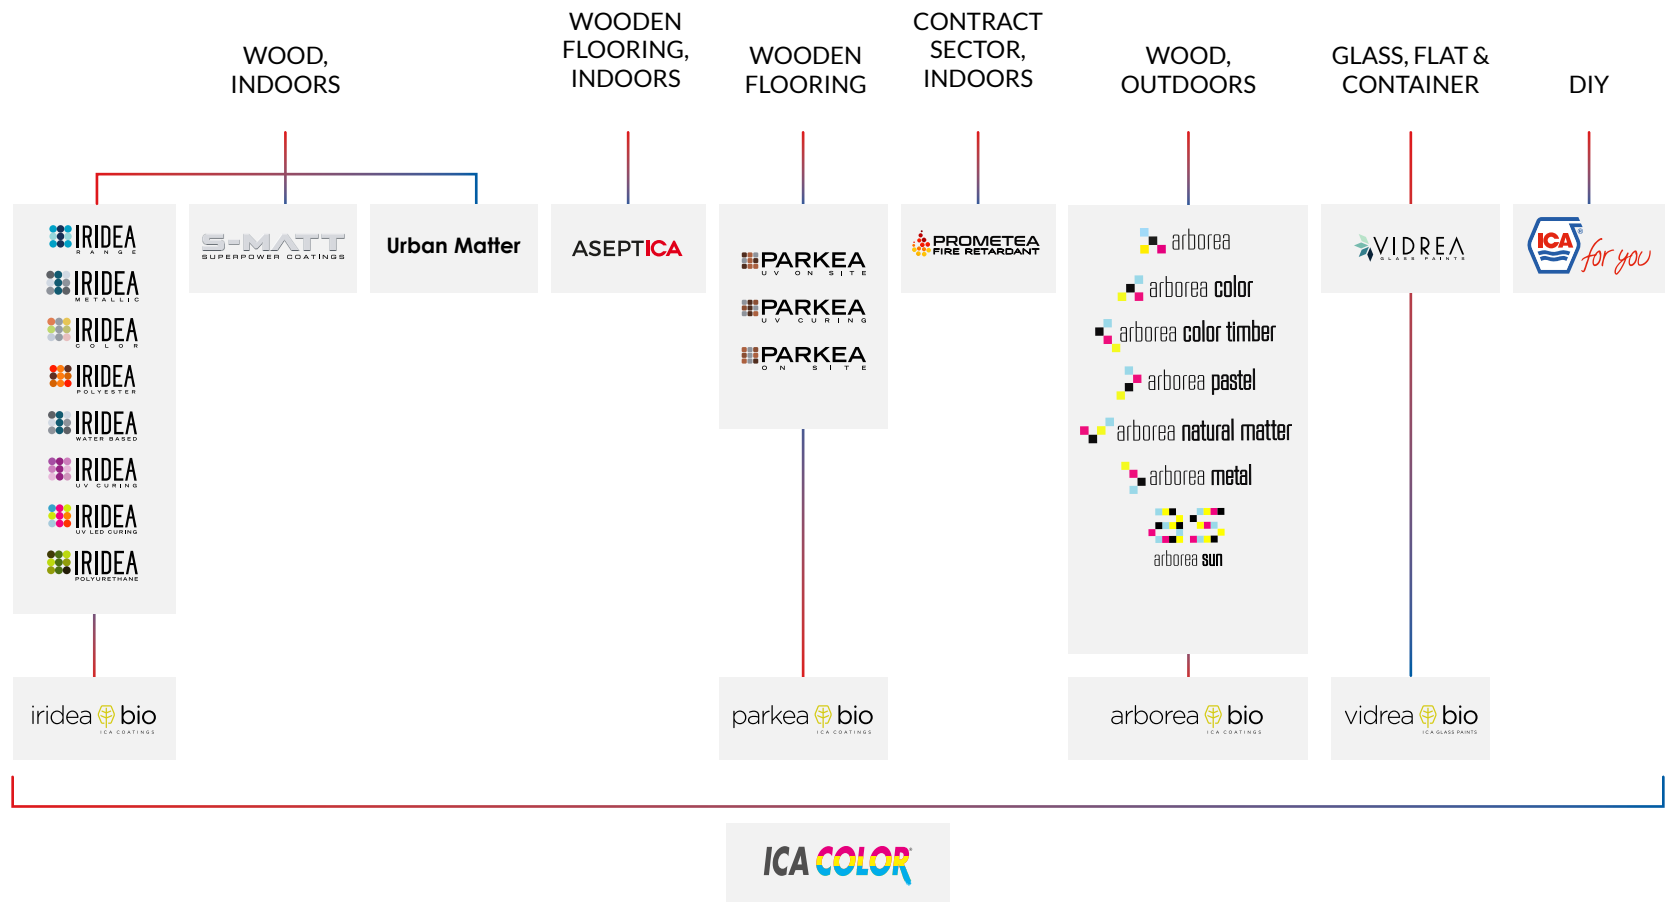 WOOD,
INDOORS
WOODEN
FLOORING,
INDOORS
WOODEN
FLOORING
CONTRACT
SECTOR,
INDOORS
WOOD,
OUTDOORS
GLASS, FLAT &
CONTAINER
DIY
IRIDEA
RANGE
IRIDEA
METALLIC
IRIDEA
COLOR
IRIDEA
POLYESTER
IRIDEA
WATER BASED
IRIDEA
UV CURING
IRIDEA
UV LED CURING
IRIDEA
POLYURETHANE
S-MATT
SUPERPOWER COATINGS
Urban Matter
ASEPTICA
PARKEA
UV ON SITE
PARKEA
UV CURING
PARKEA
ON SITE
PROMETEA
FIRE RETARDANT
arborea
arborea color
arborea color timber
arborea pastel
arborea natural matter
arborea metal
as
arborea sun
VIDREA
GLASS PAINTS
ICA®
for you
iridea bio
ICA COATINGS
parkea bio
ICA COATINGS
arborea bio
ICA COATINGS
vidrea bio
ICA GLASS PAINTS
ICA COLOR®